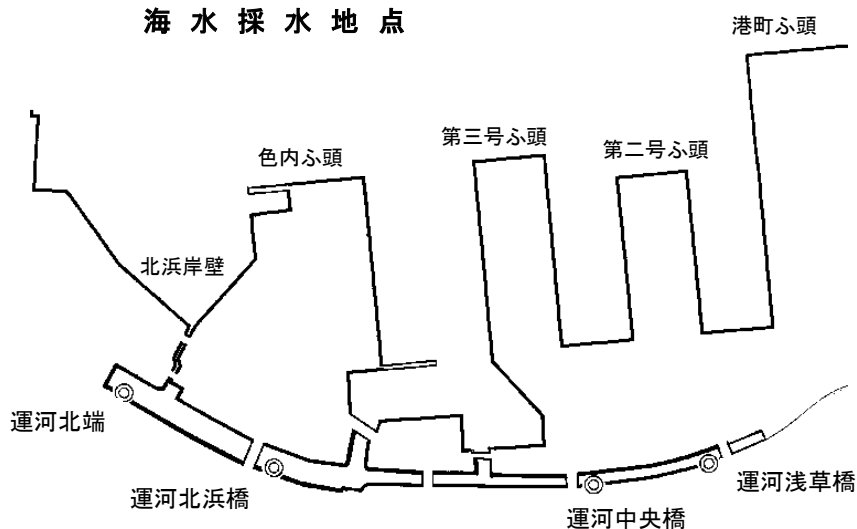 海水採水地点
港町ふ頭
第三号ふ頭
色内ふ頭
第二号ふ頭
北浜岸壁
運河北端
運河浅草橋
運河北浜橋
運河中央橋